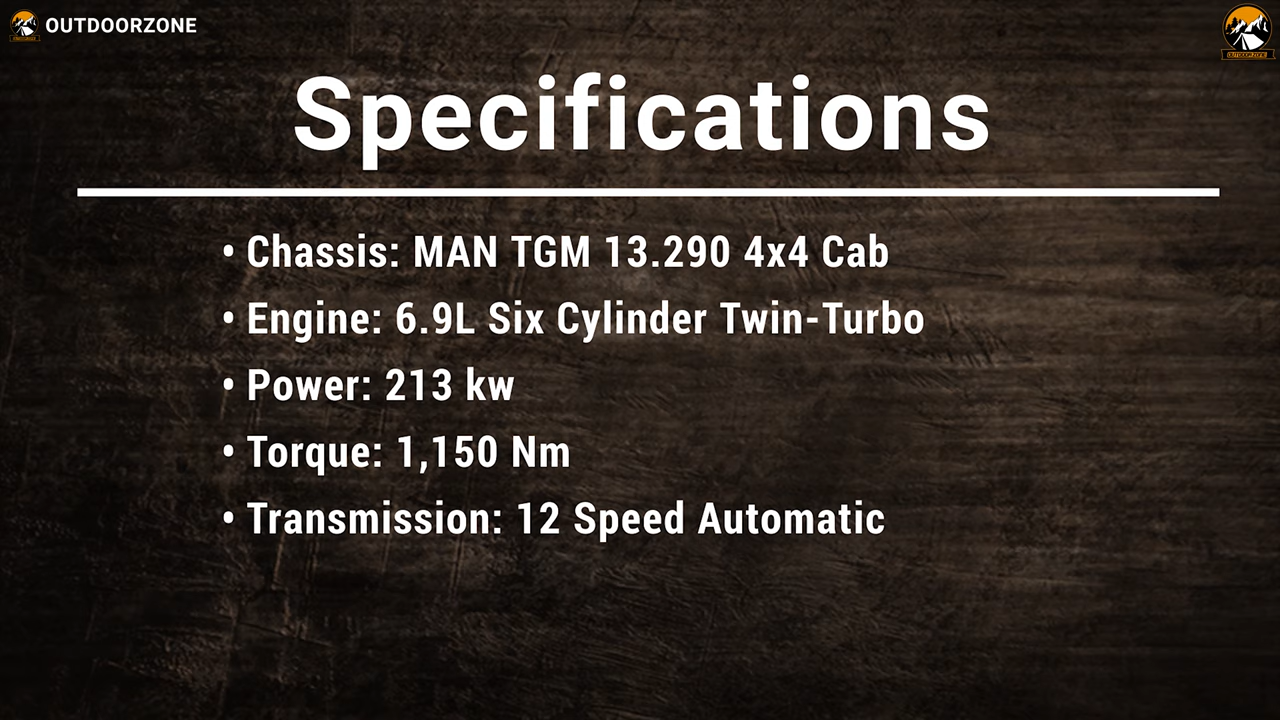 OUTDOORZONE
OUTDOORZONE
Specifications
• Chassis: MAN TGM 13.290 4x4 Cab
• Engine: 6.9L Six Cylinder Twin-Turbo
• Power: 213 kw
• Torque: 1,150 Nm
• Transmission: 12 Speed Automatic